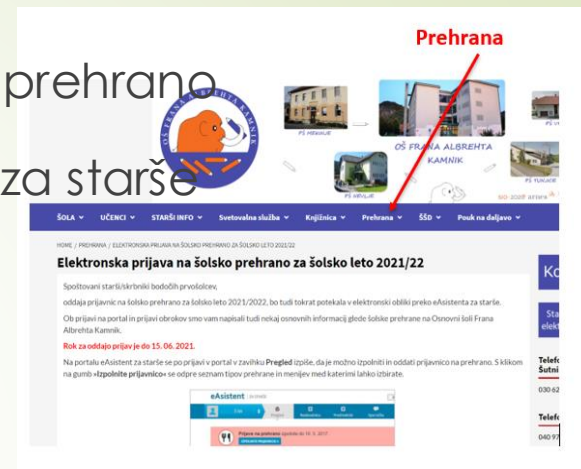 Prehrana
prehrano
za starše
OŠ FRANA ALBREHTA KAMNIK
PŠ MEKINJE
OŠ FRANA ALBREHTA
KAMNIK
PŠ NEVLJE
PŠ TUNJICE
ŠOLA UČENCI STARŠI INFO Svetovalna služba Knjižnica Prehrana ŠŠD Pouk na daljavo
HOME / PREHRANA / ELEKTRONSKA PRIJAVA NA ŠOLSKO PREHRANO ZA ŠOLSKO LETO 2021/22
Elektronska prijava na šolsko prehrano za šolsko leto 2021/22
Spoštovani starši/skrbniki bodočih prvošolcev,
oddaja prijavnic na šolsko prehrano za šolsko leto 2021/2022, bo tudi tokrat potekala v elektronski obliki preko eAsistenta za starše.
Ob prijavi na portal in prijavi obrokov smo vam napisali tudi nekaj osnovnih informacij glede šolske prehrane na Osnovni šoli Frana
Albrehta Kamnik.
Rok za oddajo prijav je do 15. 06. 2021.
Na portalu eAsistent za starše se po prijavi v portal v zavihku Pregled izpiše, da je možno izpolniti in oddati prijavnico na prehrano. S klikom
na gumb »Izpolnite prijavnico« se odpre seznam tipov prehrane in menijev med katerimi lahko izbirate.
eAsistent
Ko
Sta
elekt
Telefo
Šutni
030 62
Telefo
040 97